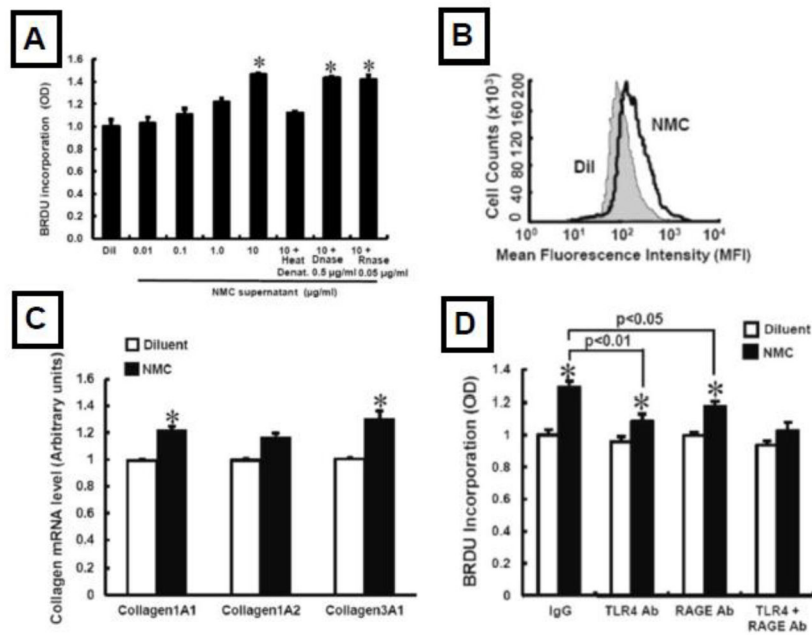 A
BRDU incorporation (OD)
1.6
1.4
1.2
1.0
0.8
0.6
0.4
0.2
0.0
* * *
Dil 0.01 0.1 1.0 10 10 + 10 + 10 +
Heat Dnase Rnase
Denat. 0.5 µg/ml 0.05 µg/ml
NMC supernatant (µg/ml)
B
Cell Counts (x10³)
0 40 80 120 160 200
Dil
NMC
10⁰ 10¹ 10² 10³ 10⁴
Mean Fluorescence Intensity (MFI)
C
Diluent
NMC
Collagen mRNA level (Arbitrary units)
1.6
1.4
1.2
1
0.8
0.6
0.4
0.2
0
* *
Collagen1A1 Collagen1A2 Collagen3A1
D
p<0.05
p<0.01
Diluent
NMC
BRDU Incorporation (OD)
1.4
1.2
1
0.8
0.6
0.4
0.2
0
* * *
IgG TLR4 Ab RAGE Ab TLR4 +
RAGE Ab